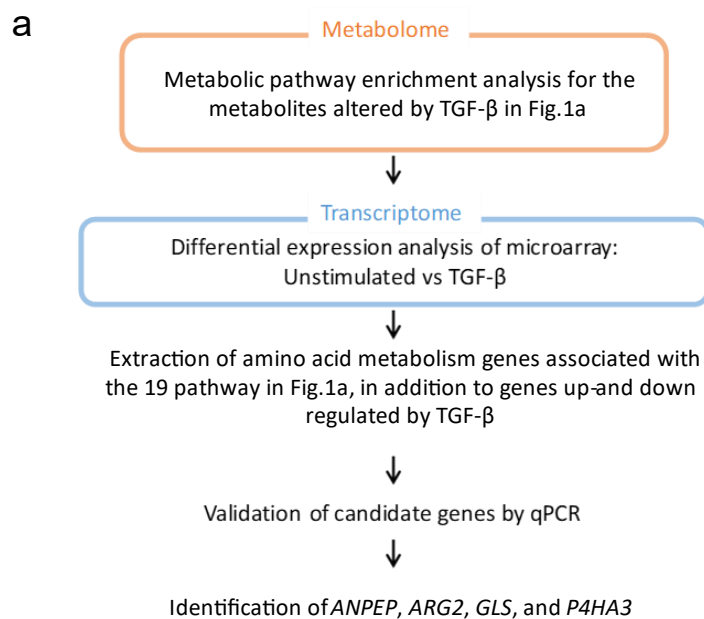 a
Metabolome
Metabolic pathway enrichment analysis for the
metabolites altered by TGF-β in Fig.1a
Transcriptome
Differential expression analysis of microarray:
Unstimulated vs TGF-β
Extraction of amino acid metabolism genes associated with
the 19 pathway in Fig.1a, in addition to genes up-and down
regulated by TGF-β
Validation of candidate genes by qPCR
Identification of ANPEP, ARG2, GLS, and P4HA3